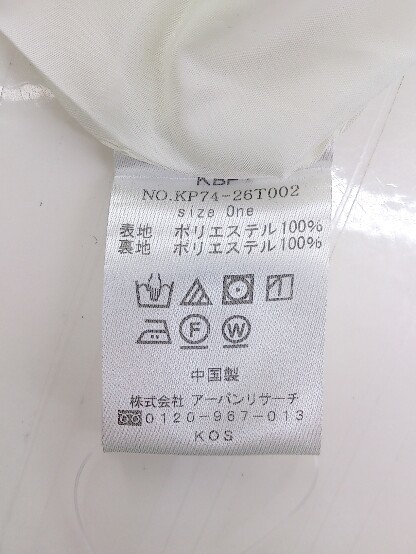 KBF
NO.KP74-26T002
size One
表地 ポリエステル100%
裏地 ポリエステル100%
F W
中国製
株式会社 アーバンリサーチ
0120-967-013
KOS